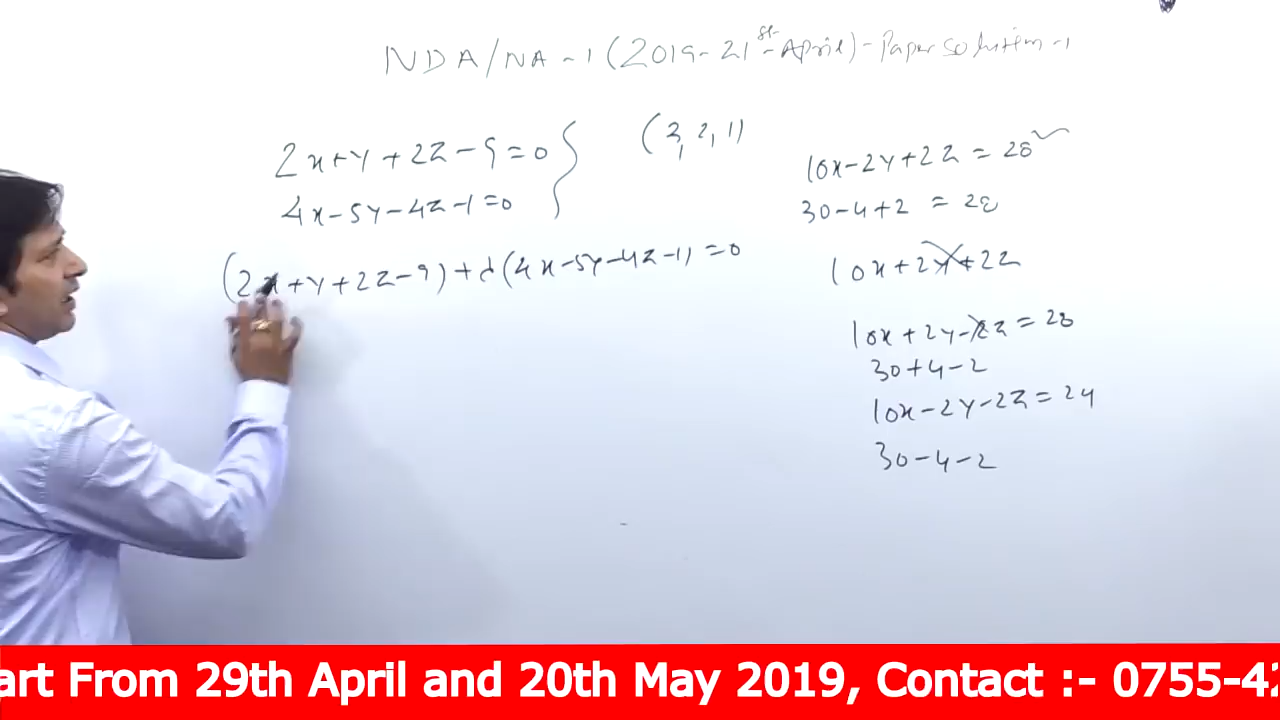 NDA/NA-1 (2019-21st-April)-Paper solution-1
2x+y+2z-9=0
4x-5y-4z-1=0
(3,2,1)
(2x+y+2z-9)+λ(4x-5y-4z-1)=0
10x-2y+2z=28
30-4+2=28
10x+2y+2z
10x+2y-2z=28
30+4-2
10x-2y-2z=24
30-4-2
art From 29th April and 20th May 2019, Contact :- 0755-42